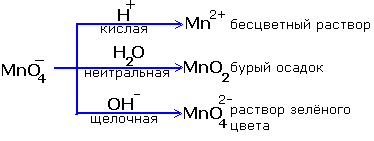 H⁺
кислая
Mn²⁺ бесцветный раствор
H₂O
MnO₄⁻ нейтральная MnO₂ бурый осадок
OH⁻
щелочная
MnO₄²⁻ раствор зелёного
цвета